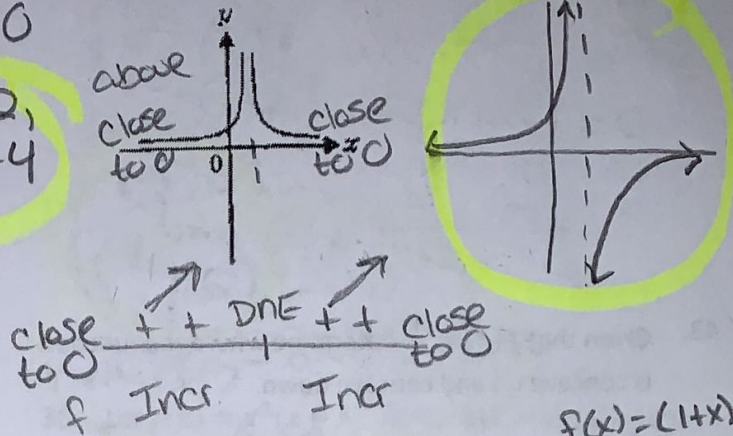 0
2,
-4
y
above
close
to 0
close
to 0
0
1
x
close
to 0
+ + DNE + +
close
to 0
1
f Incr. Incr
f(x)=(1+x)